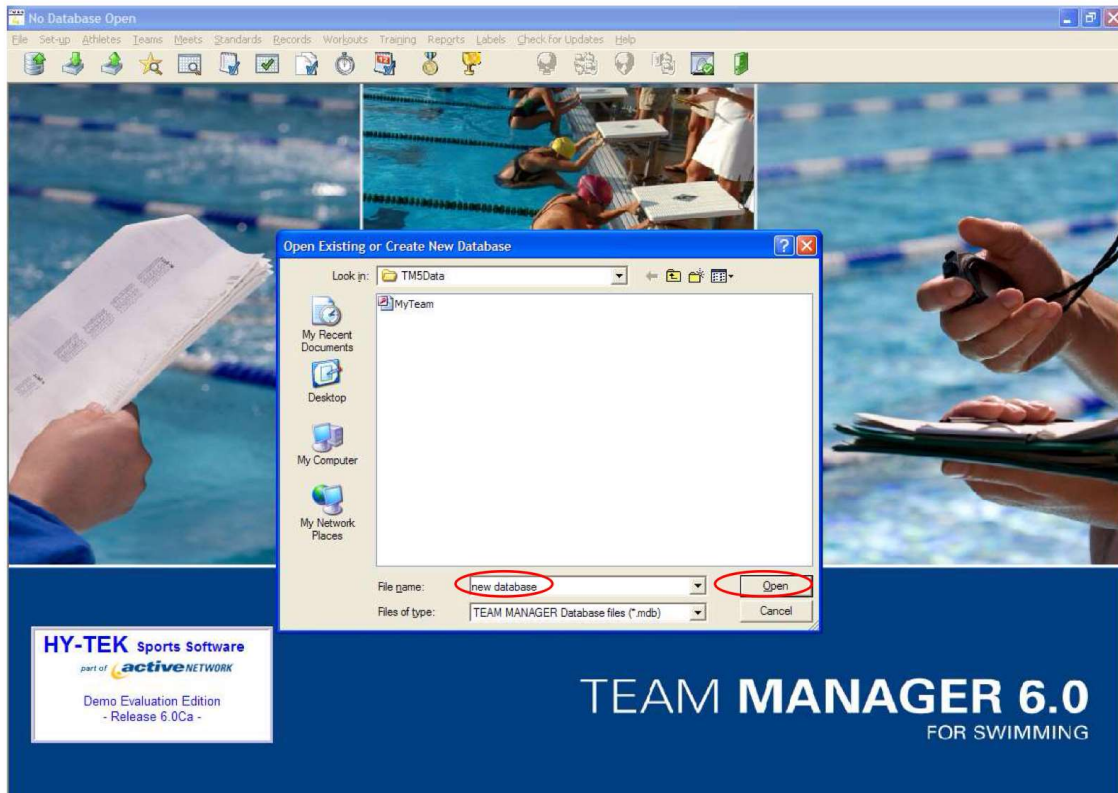 No Database Open
File Set-up Athletes Teams Meets Standards Records Workouts Training Reports Labels Check for Updates Help
Open Existing or Create New Database
Look in: TM5Data
MyTeam
My Recent
Documents
Desktop
My Computer
My Network
Places
File name: new database Open
Files of type: TEAM MANAGER Database files (*.mdb) Cancel
HY-TEK Sports Software
part of active NETWORK
Demo Evaluation Edition
- Release 6.0Ca -
TEAM MANAGER 6.0
FOR SWIMMING